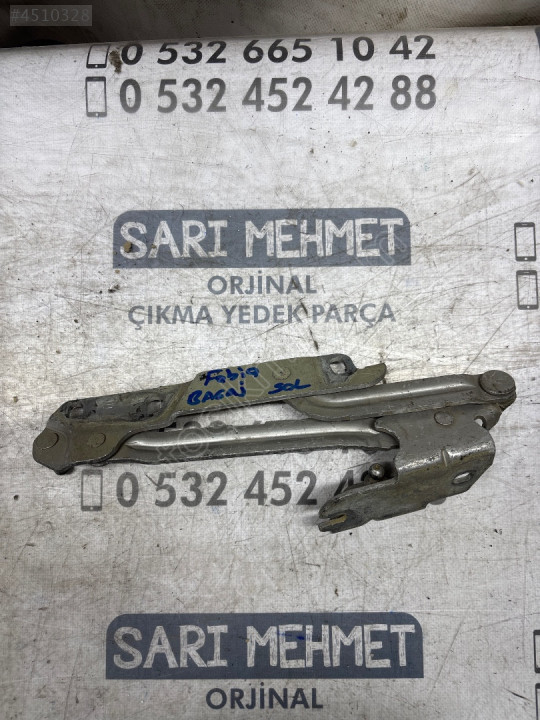 #4510328
0 532 665 10 42
0 532 452 42 88
SARI MEHMET
ORJİNAL
ÇIKMA YEDEK PARÇA
Fabia
BAGAJ SOL
0 532 452 4
SARI MEHMET
ORJİNAL